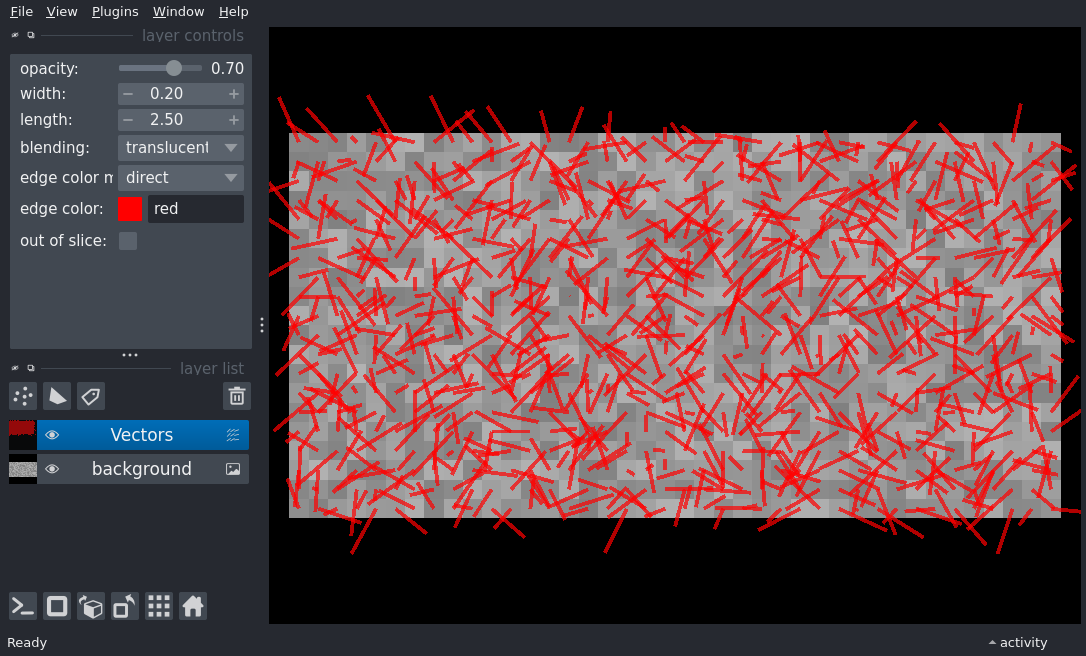 File View Plugins Window Help
layer controls
opacity: 0.70
width: − 0.20 +
length: − 2.50 +
blending: translucent
edge color m direct
edge color: red
out of slice:
layer list
Vectors
background
Ready activity